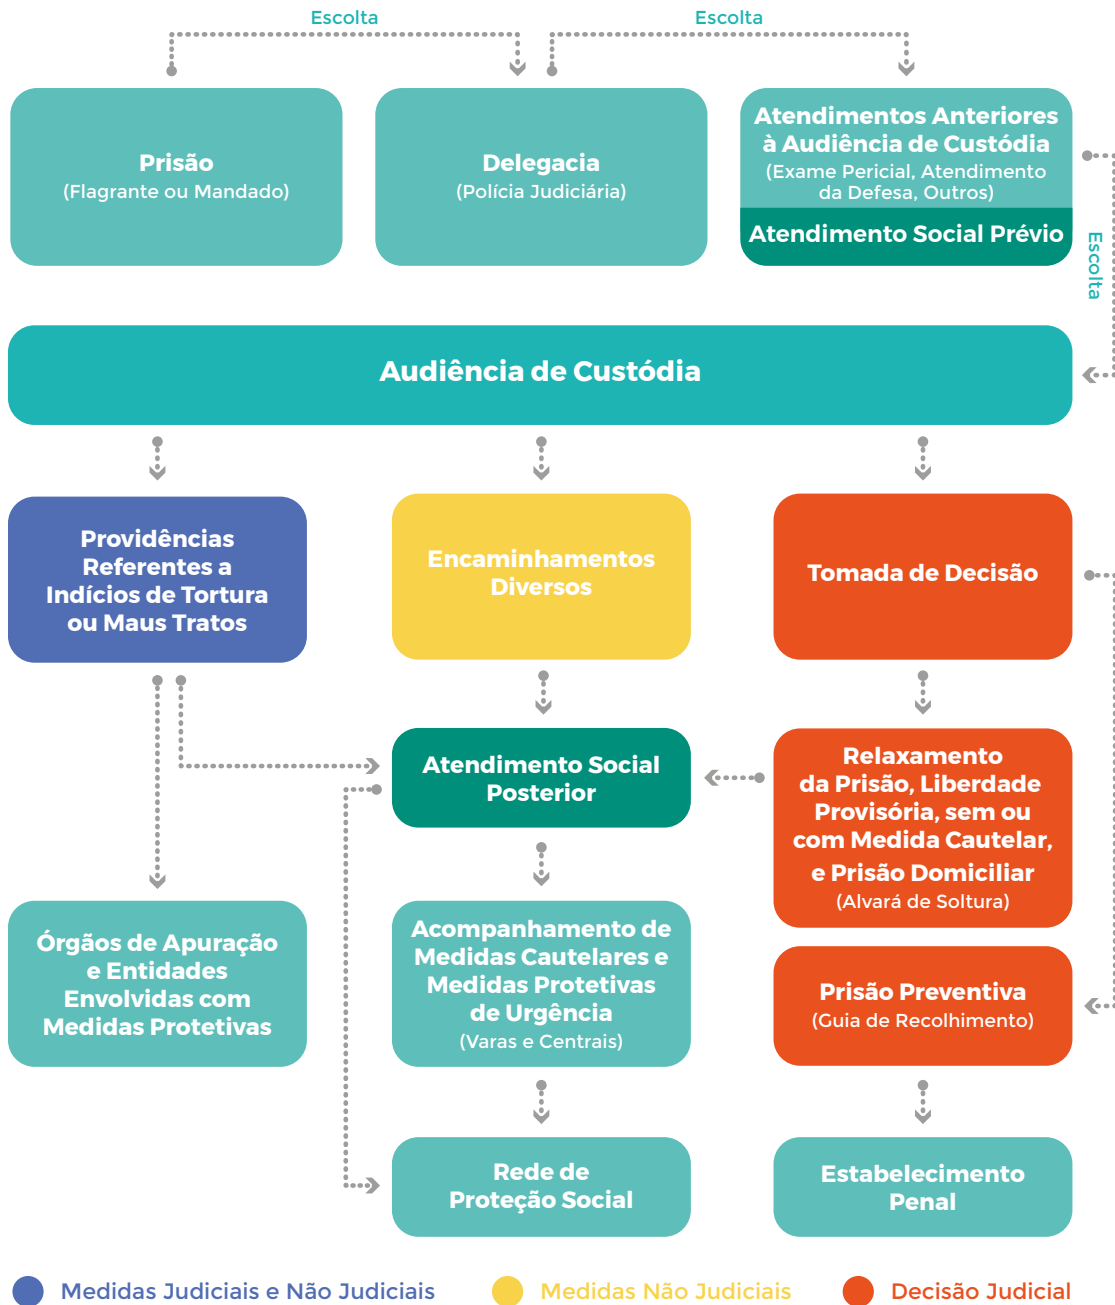 Escolta
Escolta
Prisão
(Flagrante ou Mandado)
Delegacia
(Polícia Judiciária)
Atendimentos Anteriores
à Audiência de Custódia
(Exame Pericial, Atendimento
da Defesa, Outros)
Atendimento Social Prévio
Escolta
Audiência de Custódia
Providências
Referentes a
Indícios de Tortura
ou Maus Tratos
Encaminhamentos
Diversos
Tomada de Decisão
Atendimento Social
Posterior
Relaxamento
da Prisão, Liberdade
Provisória, sem ou
com Medida Cautelar,
e Prisão Domiciliar
(Alvará de Soltura)
Órgãos de Apuração
e Entidades
Envolvidas com
Medidas Protetivas
Acompanhamento de
Medidas Cautelares e
Medidas Protetivas
de Urgência
(Varas e Centrais)
Prisão Preventiva
(Guia de Recolhimento)
Rede de
Proteção Social
Estabelecimento
Penal
Medidas Judiciais e Não Judiciais
Medidas Não Judiciais
Decisão Judicial